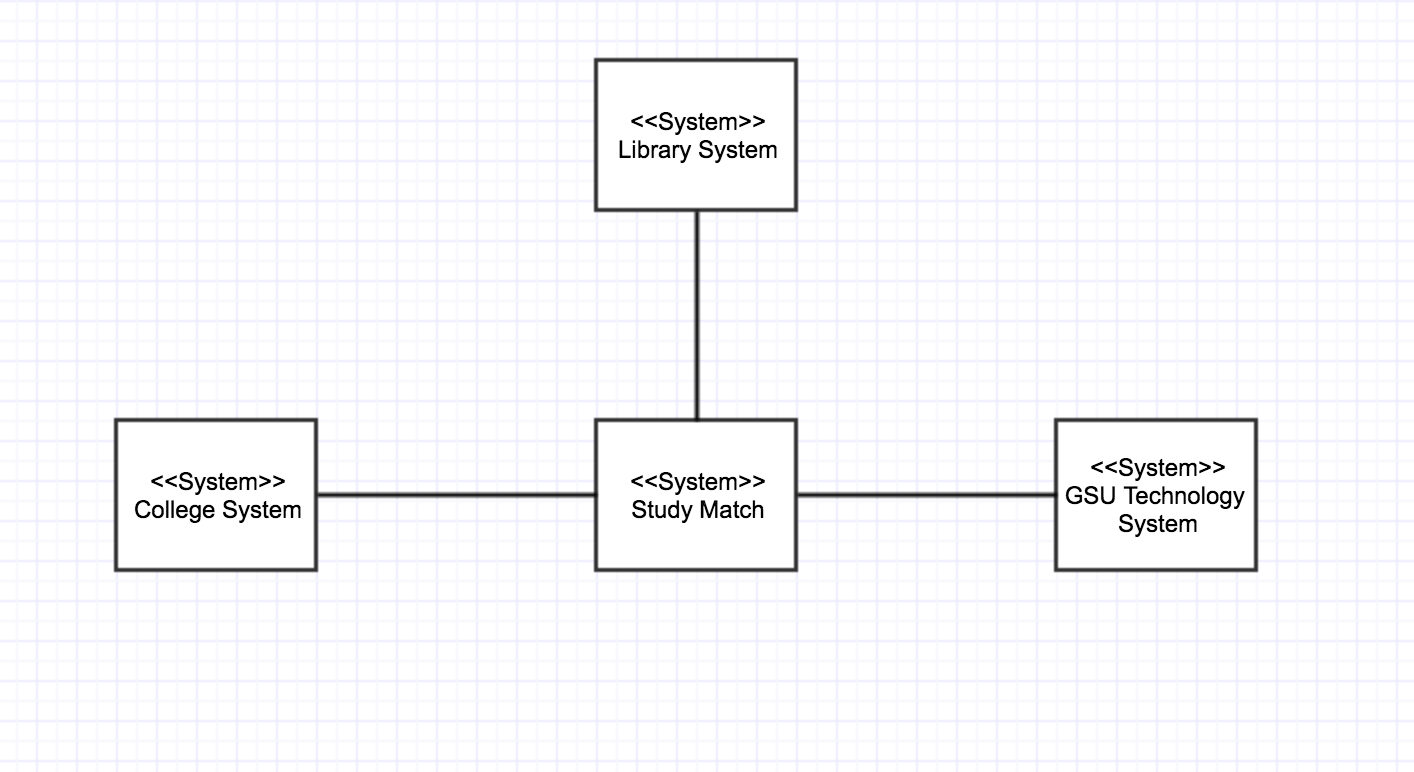 <<System>>
Library System
<<System>>
College System
<<System>>
Study Match
<<System>>
GSU Technology
System